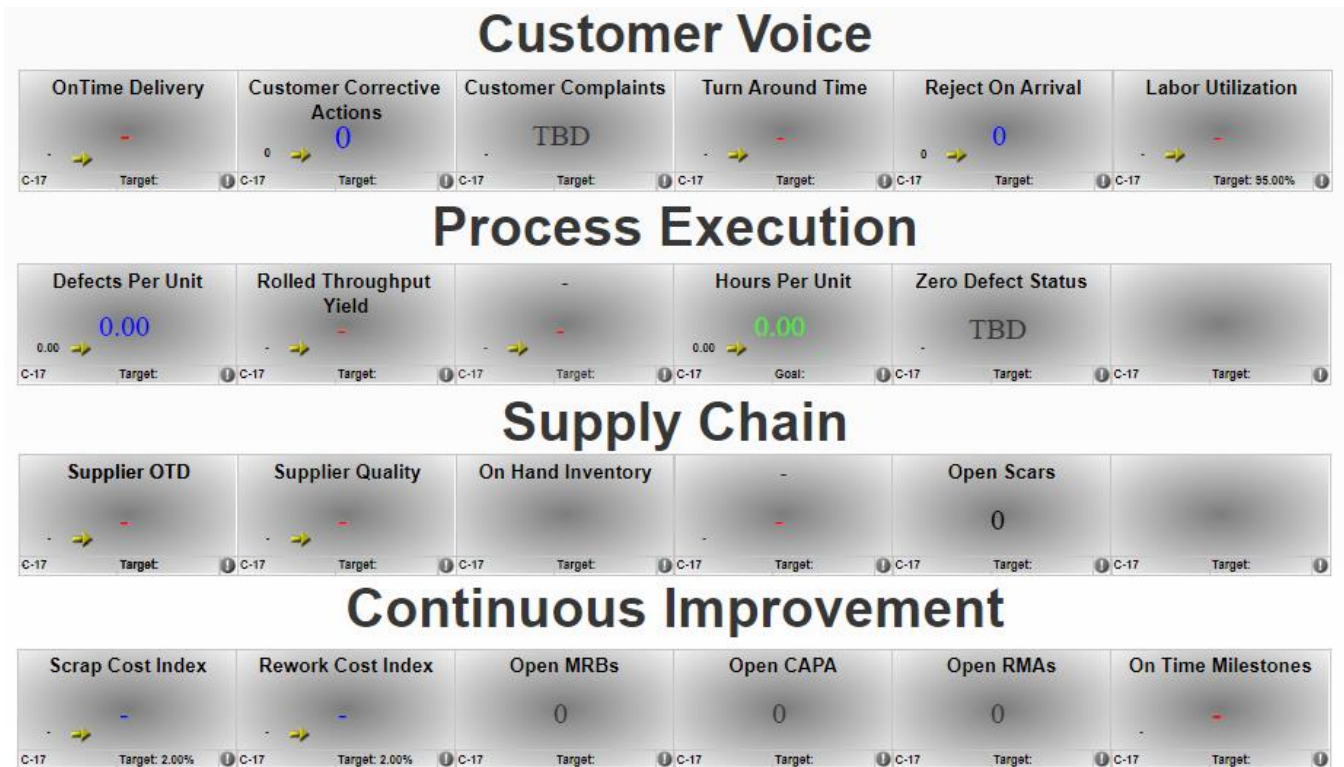 Customer Voice
OnTime Delivery Customer Corrective Customer Complaints Turn Around Time Reject On Arrival Labor Utilization
Actions
- 0 TBD - 0 -
- 0 - - 0 -
C-17 Target: C-17 Target: C-17 Target: C-17 Target: C-17 Target: C-17 Target: 95.00%
Process Execution
Defects Per Unit Rolled Throughput - Hours Per Unit Zero Defect Status
Yield
0.00 - - 0.00 TBD
0.00 - - 0.00 -
C-17 Target: C-17 Target: C-17 Target: C-17 Goal: C-17 Target: C-17 Target:
Supply Chain
Supplier OTD Supplier Quality On Hand Inventory - Open Scars
- - - 0
- - -
C-17 Target: C-17 Target: C-17 Target: C-17 Target: C-17 Target: C-17 Target:
Continuous Improvement
Scrap Cost Index Rework Cost Index Open MRBs Open CAPA Open RMAs On Time Milestones
- - 0 0 0 -
- - -
C-17 Target: 2.00% C-17 Target: 2.00% C-17 Target: C-17 Target: C-17 Target: C-17 Target: